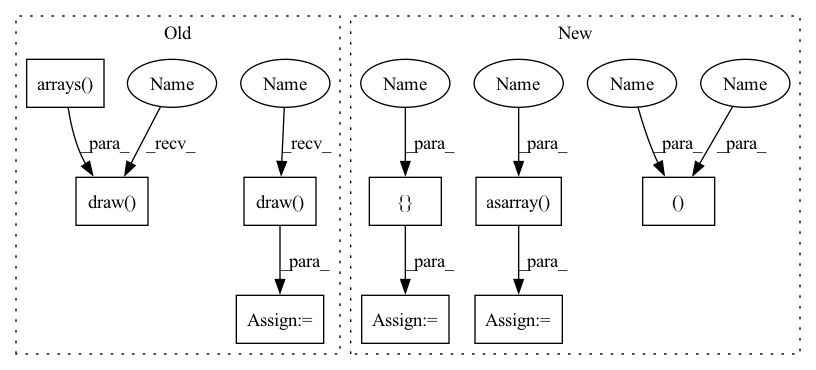 Old
New
arrays()
Name
Name
Name
Name
Name
Name
_para_
_recv_
_recv_
_para_
_para_
_para_
_para_
draw()
draw()
{}
asarray()
()
_para_
_para_
_para_
Assign:=
Assign:=
Assign:=